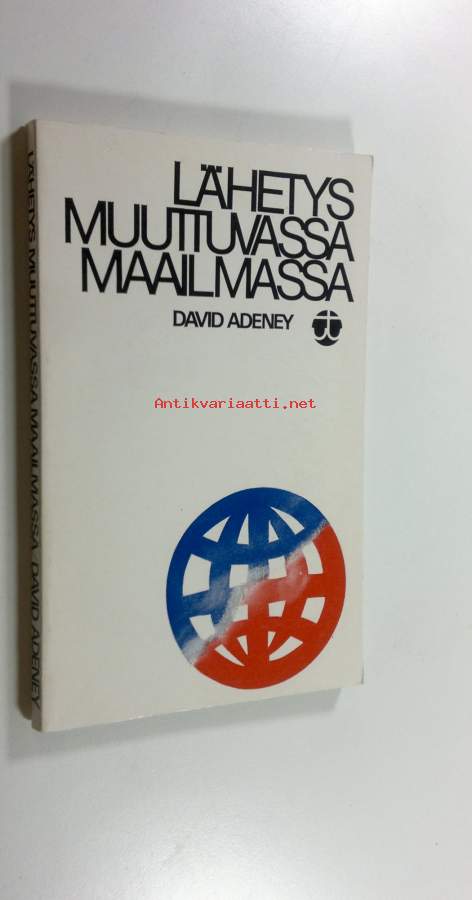 LÄHETYS
MUUTTUVASSA
MAAILMASSA
DAVID ADENEY
Antikvariaatti.net
LÄHETYS MUUTTUVASSA MAAILMASSA DAVID ADENEY